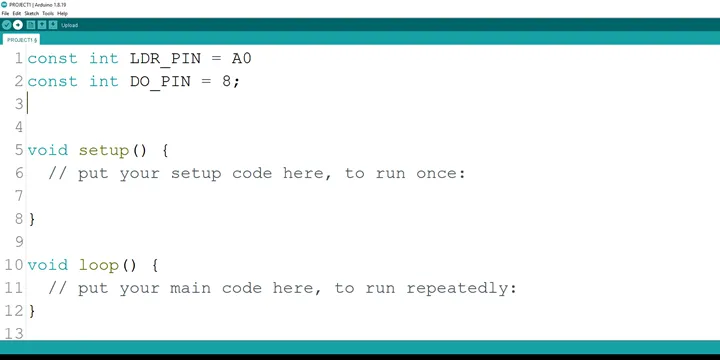 PROJECT1 | Arduino 1.8.19
File Edit Sketch Tools Help
Upload
PROJECT1 §
1 const int LDR_PIN = A0
2 const int DO_PIN = 8;
3
4
5 void setup() {
6 // put your setup code here, to run once:
7
8 }
9
10 void loop() {
11 // put your main code here, to run repeatedly:
12 }
13